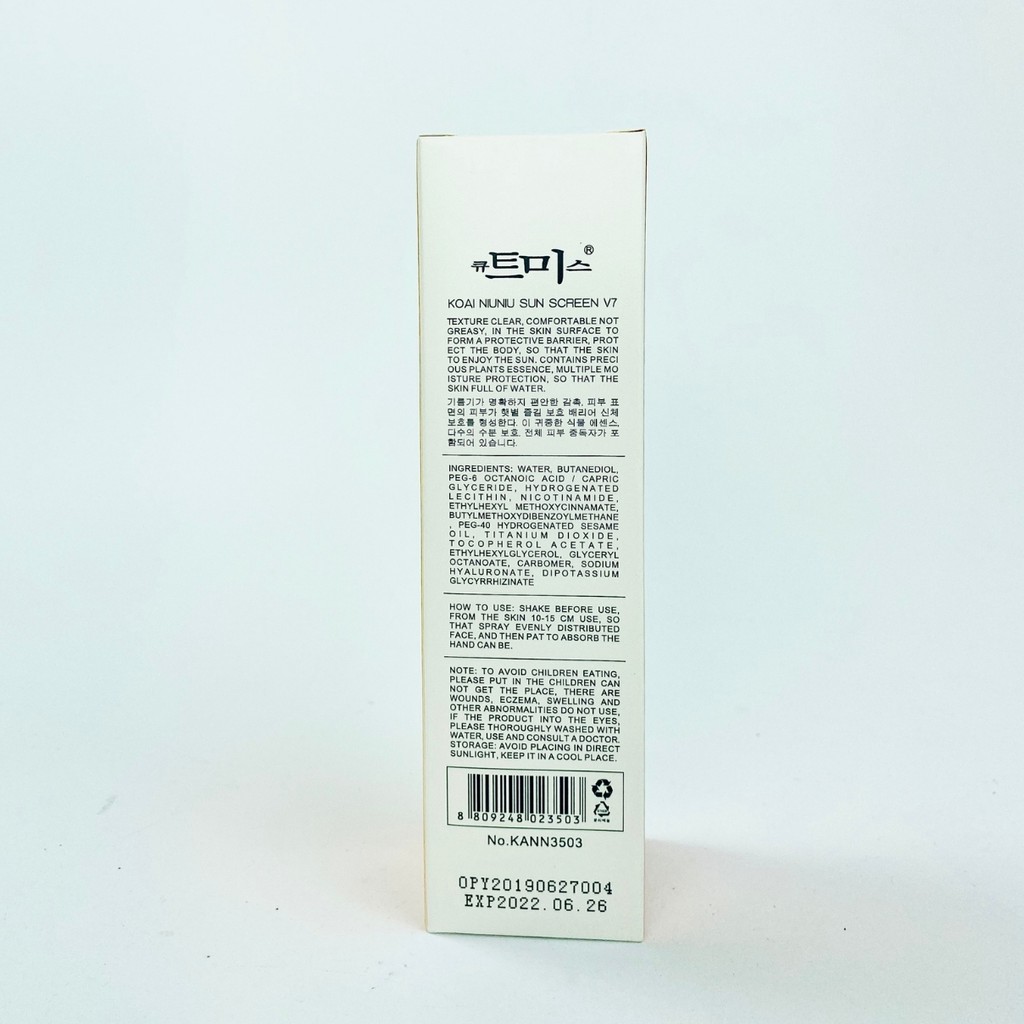 큐트미스®
KOAI NIUNIU SUN SCREEN V7
TEXTURE CLEAR, COMFORTABLE NOT
GREASY, IN THE SKIN SURFACE TO
FORM A PROTECTIVE BARRIER, PROT
ECT THE BODY, SO THAT THE SKIN
TO ENJOY THE SUN. CONTAINS PRECI
OUS PLANTS ESSENCE, MULTIPLE MO
ISTURE PROTECTION, SO THAT THE
SKIN FULL OF WATER.
기름기가 명확하지 편안한 감촉, 피부 표
면의 피부가 햇볕 즐길 보호 배리어 신체
보호를 형성한다. 이 귀중한 식물 에센스,
다수의 수분 보호, 전체 피부 중독자가 포
함되어 있습니다.
INGREDIENTS: WATER, BUTANEDIOL,
PEG-6 OCTANOIC ACID / CAPRIC
GLYCERIDE, HYDROGENATED
LECITHIN, NICOTINAMIDE,
ETHYLHEXYL METHOXYCINNAMATE,
BUTYLMETHOXYDIBENZOYLMETHANE
, PEG-40 HYDROGENATED SESAME
OIL, TITANIUM DIOXIDE,
TOCOPHEROL ACETATE,
ETHYLHEXYLGLYCEROL, GLYCERYL
OCTANOATE, CARBOMER, SODIUM
HYALURONATE, DIPOTASSIUM
GLYCYRRHIZINATE
HOW TO USE: SHAKE BEFORE USE,
FROM THE SKIN 10-15 CM USE, SO
THAT SPRAY EVENLY DISTRIBUTED
FACE, AND THEN PAT TO ABSORB THE
HAND CAN BE.
NOTE: TO AVOID CHILDREN EATING,
PLEASE PUT IN THE CHILDREN CAN
NOT GET THE PLACE, THERE ARE
WOUNDS, ECZEMA, SWELLING AND
OTHER ABNORMALITIES DO NOT USE,
IF THE PRODUCT INTO THE EYES,
PLEASE THOROUGHLY WASHED WITH
WATER, USE AND CONSULT A DOCTOR.
STORAGE: AVOID PLACING IN DIRECT
SUNLIGHT, KEEP IT IN A COOL PLACE.
8 809248 023503
No.KANN3503
OPY20190627004
EXP2022.06.26